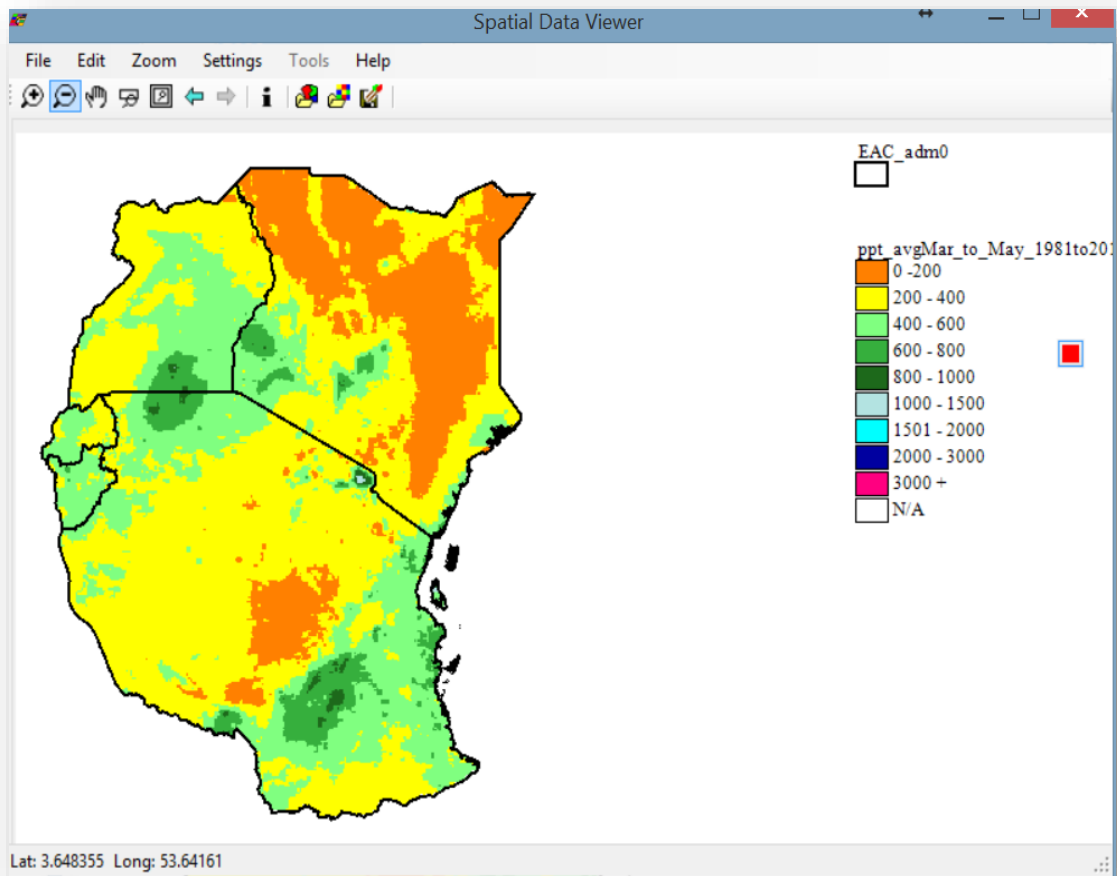 Spatial Data Viewer
File Edit Zoom Settings Tools Help
EAC_adm0
ppt_avgMar_to_May_1981to201
0 -200
200 - 400
400 - 600
600 - 800
800 - 1000
1000 - 1500
1501 - 2000
2000 - 3000
3000 +
N/A
Lat: 3.648355 Long: 53.64161